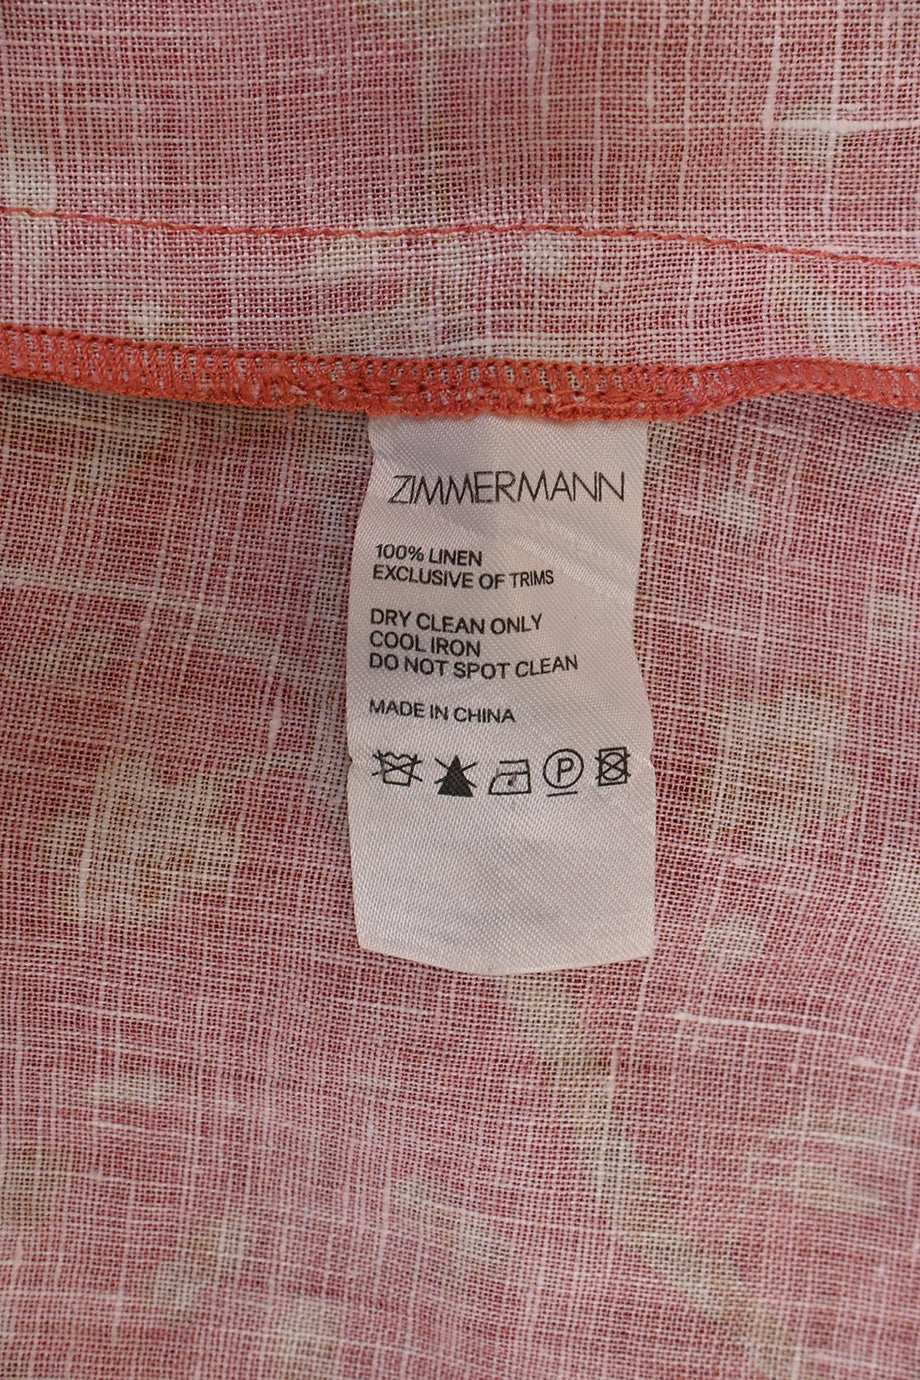 ZIMMERMANN
100% LINEN
EXCLUSIVE OF TRIMS
DRY CLEAN ONLY
COOL IRON
DO NOT SPOT CLEAN
MADE IN CHINA
P